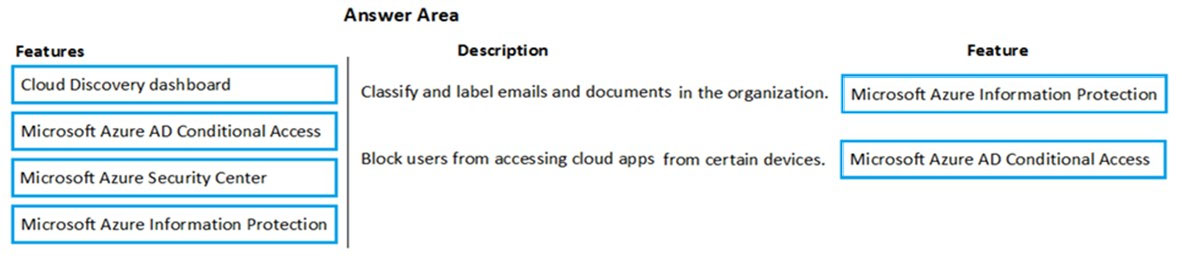 Answer Area
Features
Description
Feature
Cloud Discovery dashboard
Microsoft Azure AD Conditional Access
Microsoft Azure Security Center
Microsoft Azure Information Protection
Classify and label emails and documents in the organization.
Microsoft Azure Information Protection
Block users from accessing cloud apps from certain devices.
Microsoft Azure AD Conditional Access